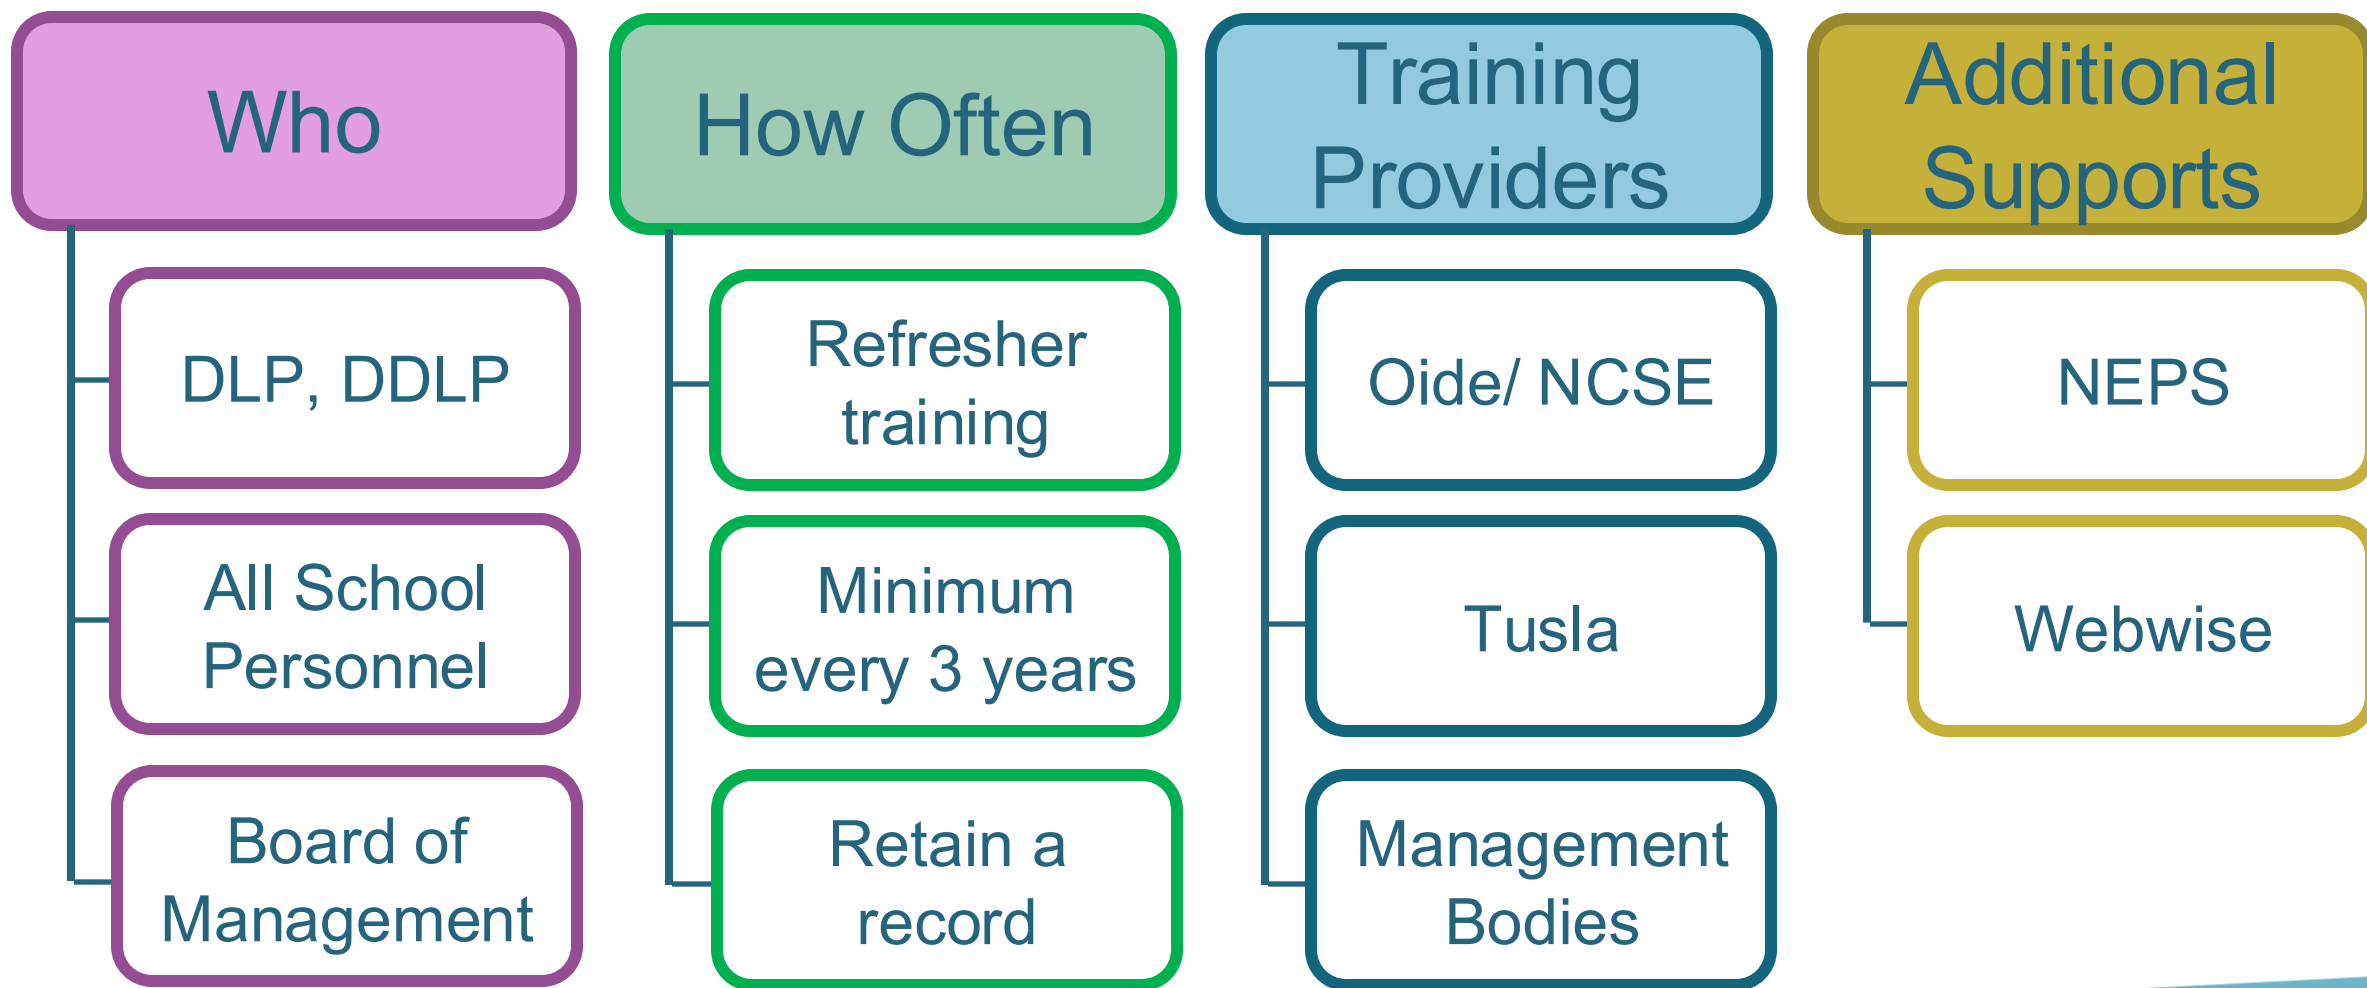 Who
DLP, DDLP
All School
Personnel
Board of
Management
How Often
Refresher
training
Minimum
every 3 years
Retain a
record
Training
Providers
Oide/ NCSE
Tusla
Management
Bodies
Additional
Supports
NEPS
Webwise